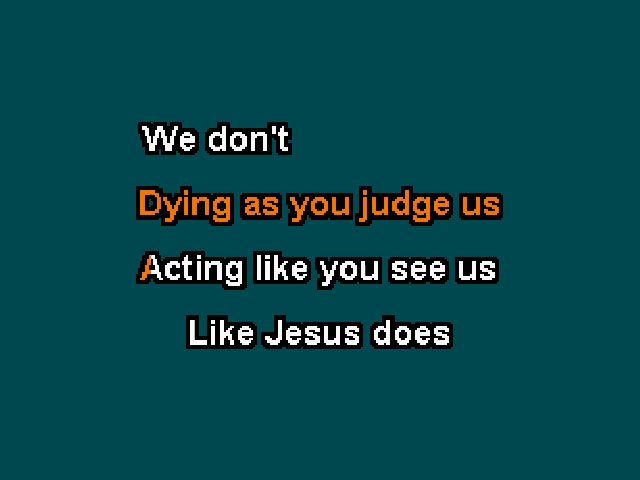 We don't
Dying as you judge us
Acting like you see us
Like Jesus does